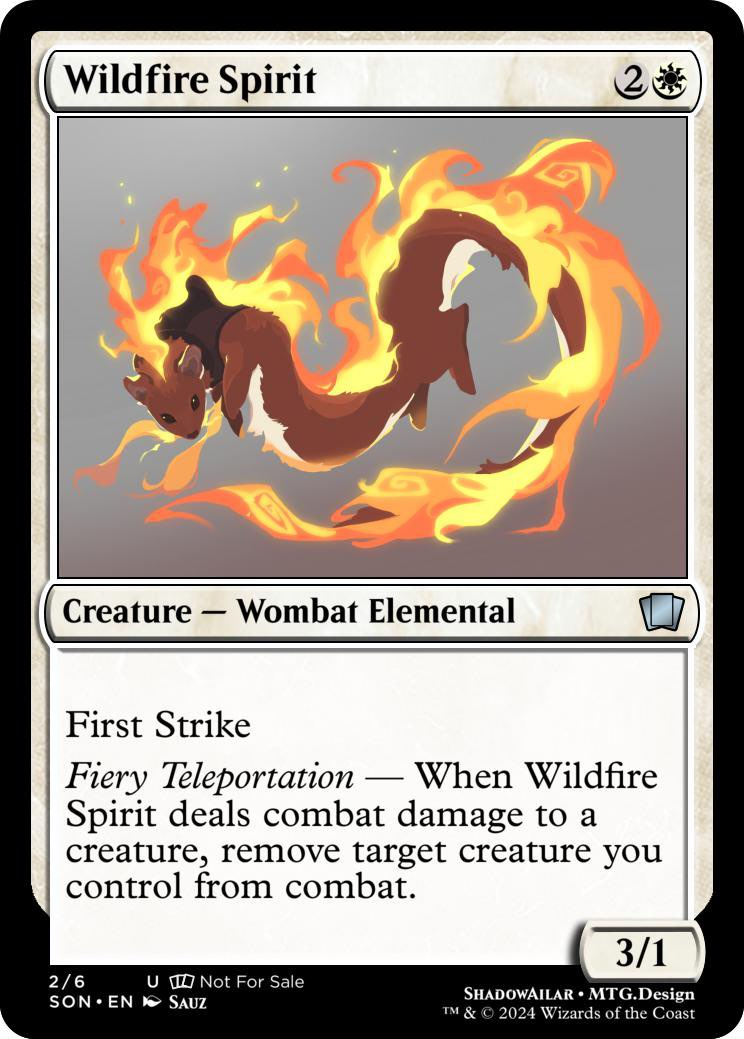 Wildfire Spirit 2
Creature — Wombat Elemental
First Strike
Fiery Teleportation — When Wildfire
Spirit deals combat damage to a
creature, remove target creature you
control from combat.
3/1
2/6 U Not For Sale
SON • EN Sauz
ShadowAilar • MTG.Design
™ & © 2024 Wizards of the Coast